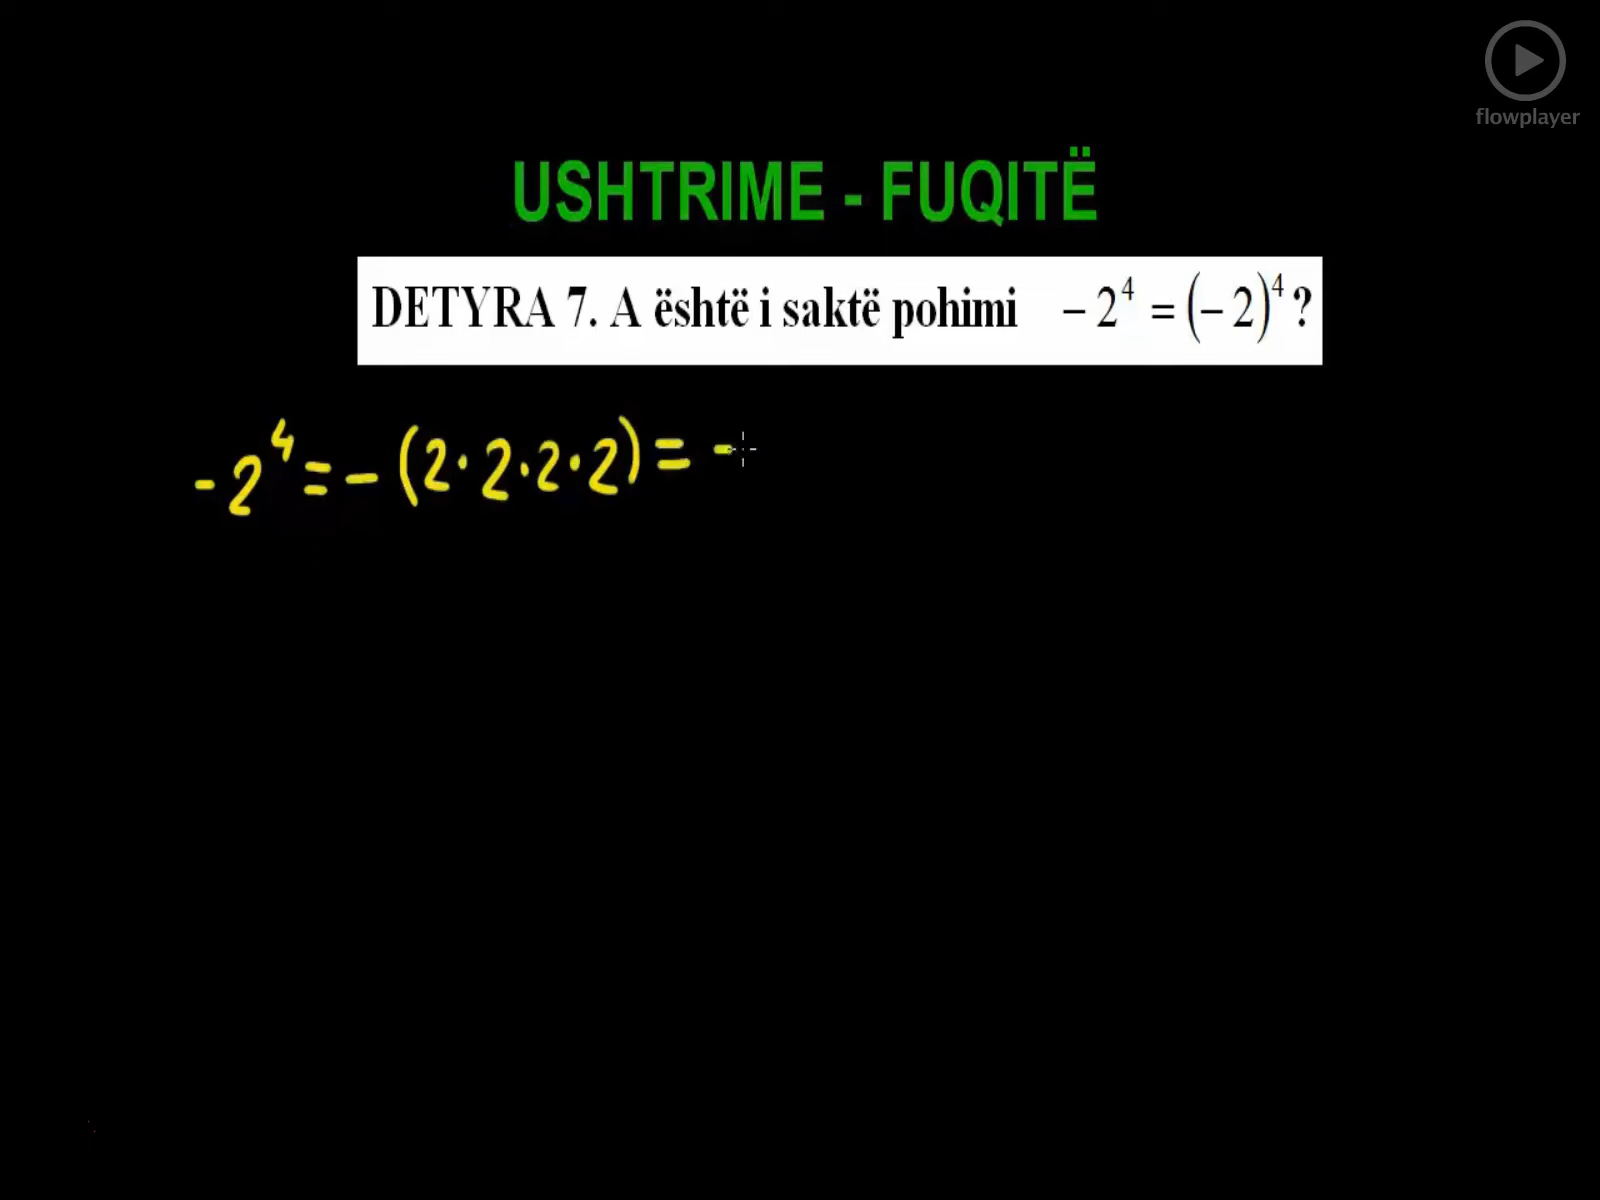 flowplayer
USHTRIME - FUQITË
DETYRA 7. A është i saktë pohimi – 2⁴ = (– 2)⁴ ?
-2⁴ = - (2·2·2·2) = -